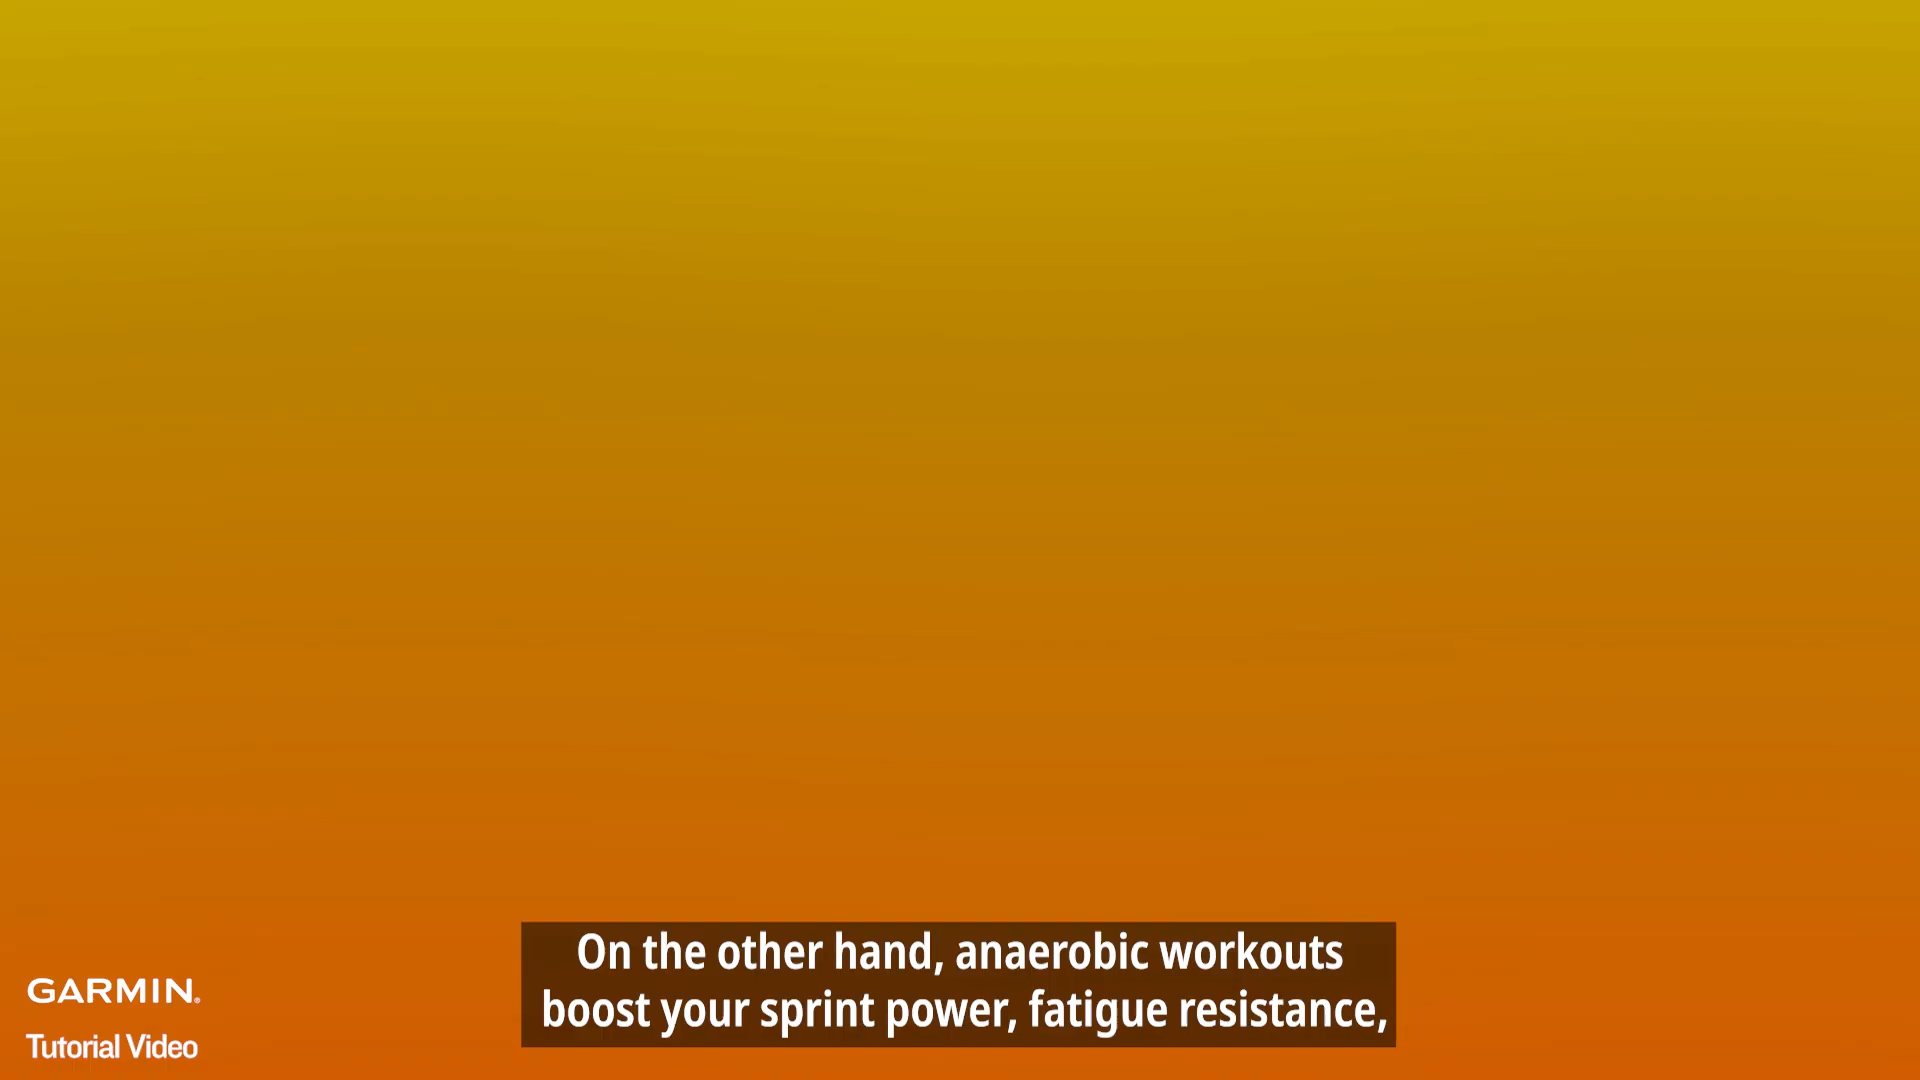 On the other hand, anaerobic workouts
boost your sprint power, fatigue resistance,
GARMIN®
Tutorial Video